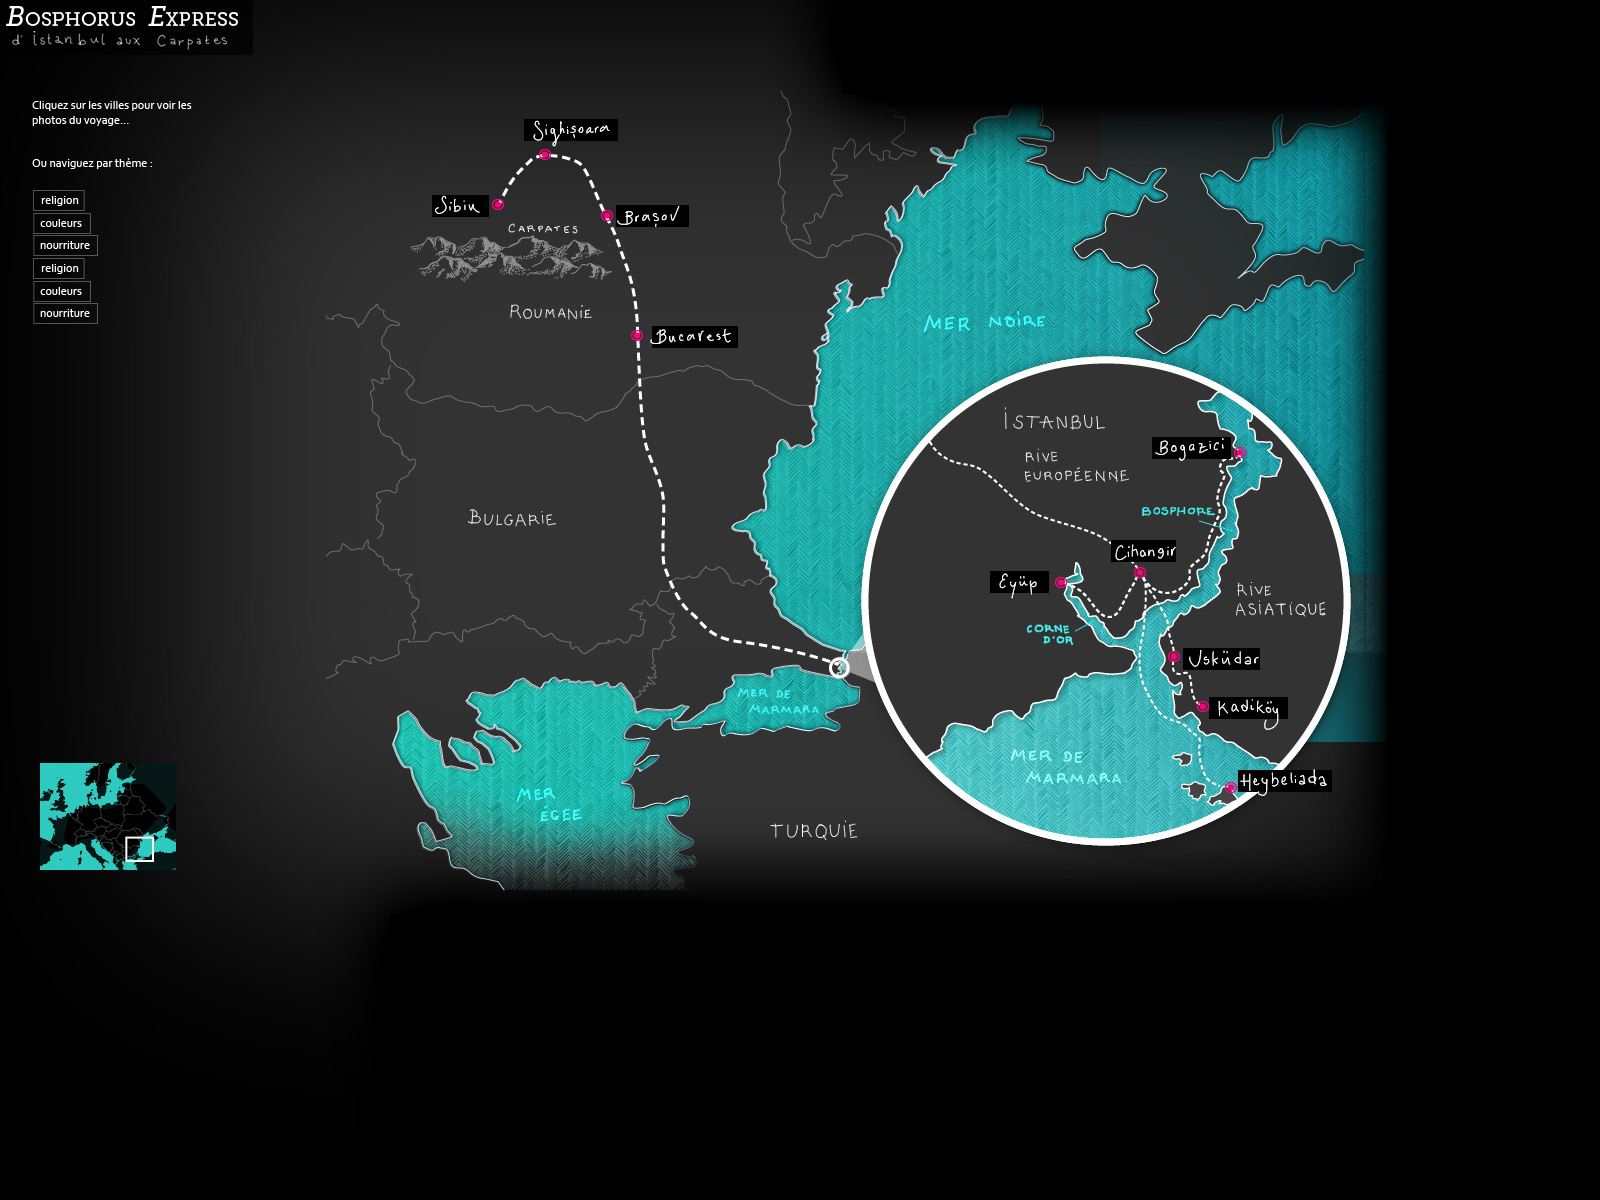 BOSPHORUS EXPRESS
d'İstanbul aux Carpates
Cliquez sur les villes pour voir les
photos du voyage...
Ou naviguez par thème :
religion
couleurs
nourriture
religion
couleurs
nourriture
Sighişoara
Sibiu
Braşov
CARPATES
ROUMANIE
Bucarest
MER NOIRE
BULGARIE
MER DE
MARMARA
MER
ÉGEE
TURQUIE
İSTANBUL
RIVE
EUROPÉENNE
Bogazici
BOSPHORE
Cihangir
Eyüp
CORNE
D'OR
RIVE
ASIATIQUE
Usküdar
Kadiköy
MER DE
MARMARA
Heybeliada